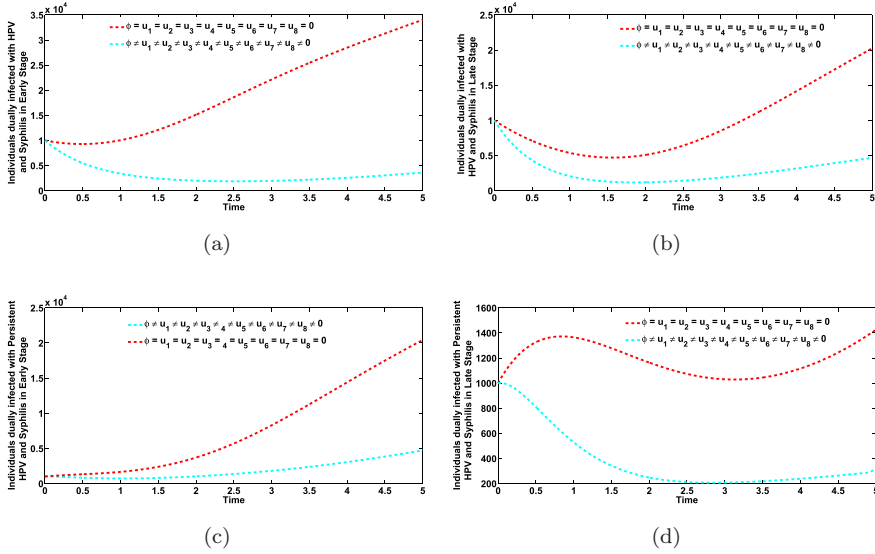 x 10^4
3.5
3
2.5
2
1.5
1
0.5
0
0 0.5 1 1.5 2 2.5 3 3.5 4 4.5 5
Time
Individuals dually infected with HPV
and Syphilis in Early Stage
ϕ = u1 = u2 = u3 = u4 = u5 = u6 = u7 = u8 = 0
ϕ ≠ u1 ≠ u2 ≠ u3 ≠ u4 ≠ u5 ≠ u6 ≠ u7 ≠ u8 ≠ 0
(a)
x 10^4
2.5
2
1.5
1
0.5
0
0 0.5 1 1.5 2 2.5 3 3.5 4 4.5 5
Time
Individuals dually infected with
HPV and Syphilis in Late Stage
ϕ = u1 = u2 = u3 = u4 = u5 = u6 = u7 = u8 = 0
ϕ ≠ u1 ≠ u2 ≠ u3 ≠ u4 ≠ u5 ≠ u6 ≠ u7 ≠ u8 ≠ 0
(b)
x 10^4
2.5
2
1.5
1
0.5
0
0 0.5 1 1.5 2 2.5 3 3.5 4 4.5 5
Time
Individuals dually infected with Persistent
HPV and Syphilis in Early Stage
ϕ ≠ u1 ≠ u2 ≠ u3 ≠ 4 ≠ u5 ≠ u6 ≠ u7 ≠ u8 ≠ 0
ϕ = u1 = u2 = u3 = 4 = u5 = u6 = u7 = u8 = 0
(c)
1600
1400
1200
1000
800
600
400
200
0 0.5 1 1.5 2 2.5 3 3.5 4 4.5 5
Time
Individuals dually infected with Persistent
HPV and Syphilis in Late Stage
ϕ = u1 = u2 = u3 = u4 = u5 = u6 = u7 = u8 = 0
ϕ ≠ u1 ≠ u2 ≠ u3 ≠ u4 ≠ u5 ≠ u6 ≠ u7 ≠ u8 ≠ 0
(d)